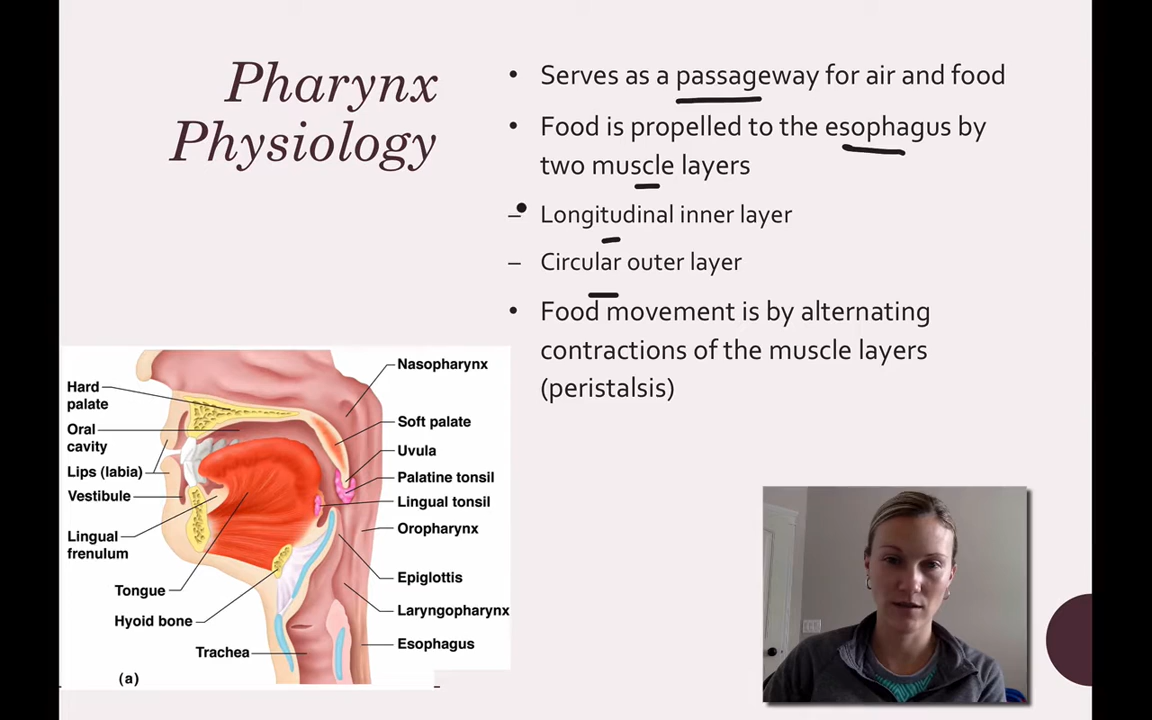 Pharynx
Physiology
• Serves as a passageway for air and food
• Food is propelled to the esophagus by
two muscle layers
– Longitudinal inner layer
– Circular outer layer
• Food movement is by alternating
contractions of the muscle layers
(peristalsis)
Hard
palate
Oral
cavity
Lips (labia)
Vestibule
Lingual
frenulum
Tongue
Hyoid bone
Trachea
(a)
Nasopharynx
Soft palate
Uvula
Palatine tonsil
Lingual tonsil
Oropharynx
Epiglottis
Laryngopharynx
Esophagus